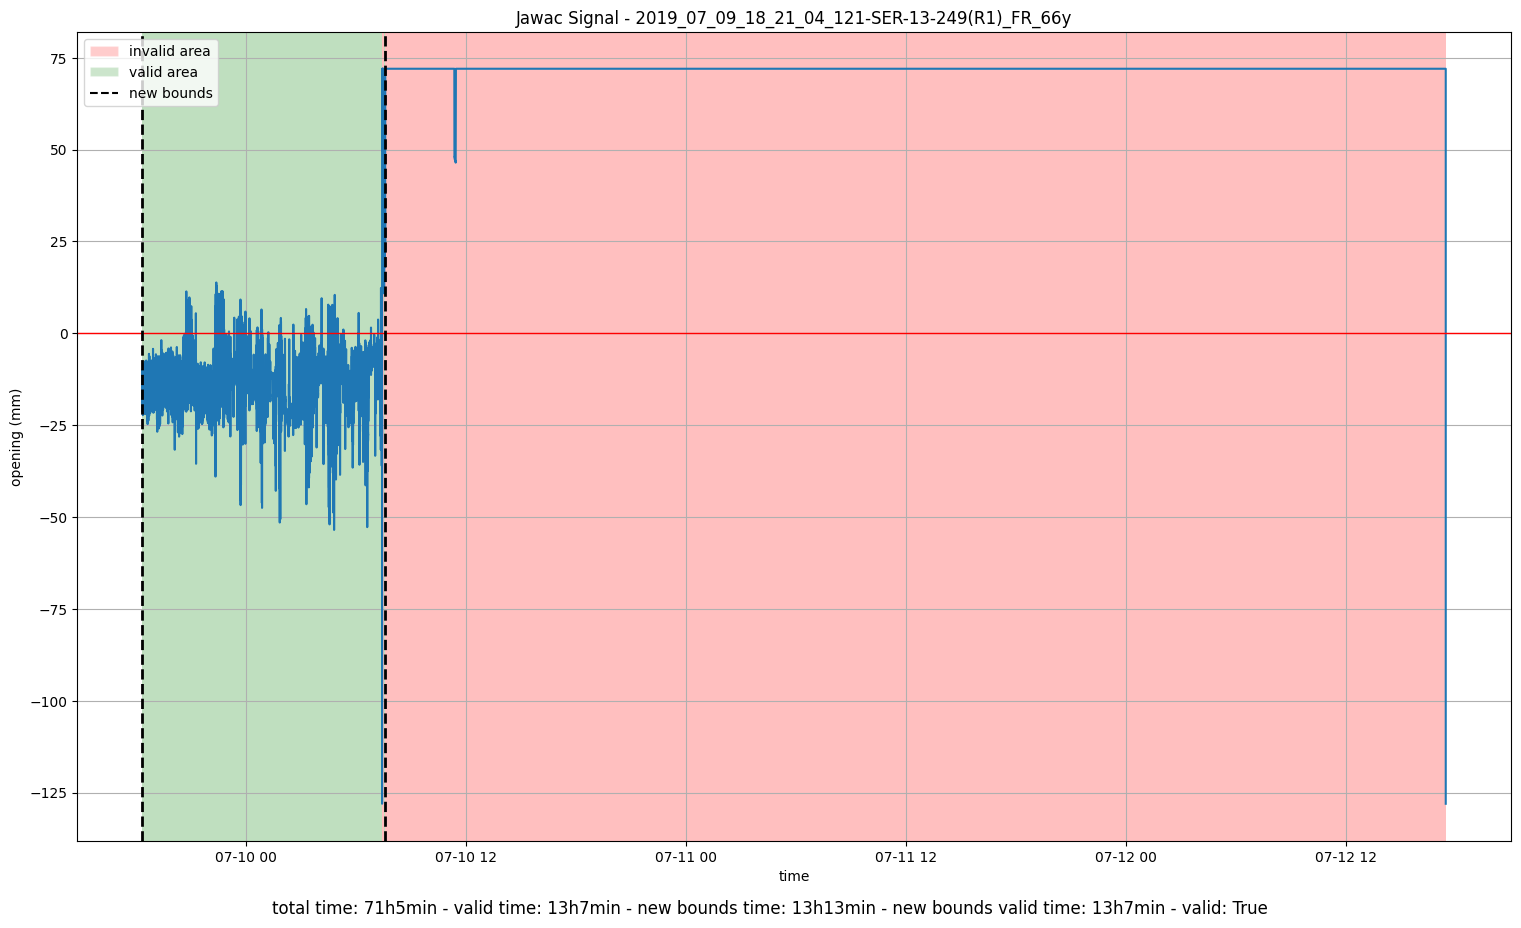 Jawac Signal - 2019_07_09_18_21_04_121-SER-13-249(R1)_FR_66y
invalid area
valid area
new bounds
75
50
25
0
−25
−50
−75
−100
−125
opening (mm)
07-10 00
07-10 12
07-11 00
07-11 12
07-12 00
07-12 12
time
total time: 71h5min - valid time: 13h7min - new bounds time: 13h13min - new bounds valid time: 13h7min - valid: True